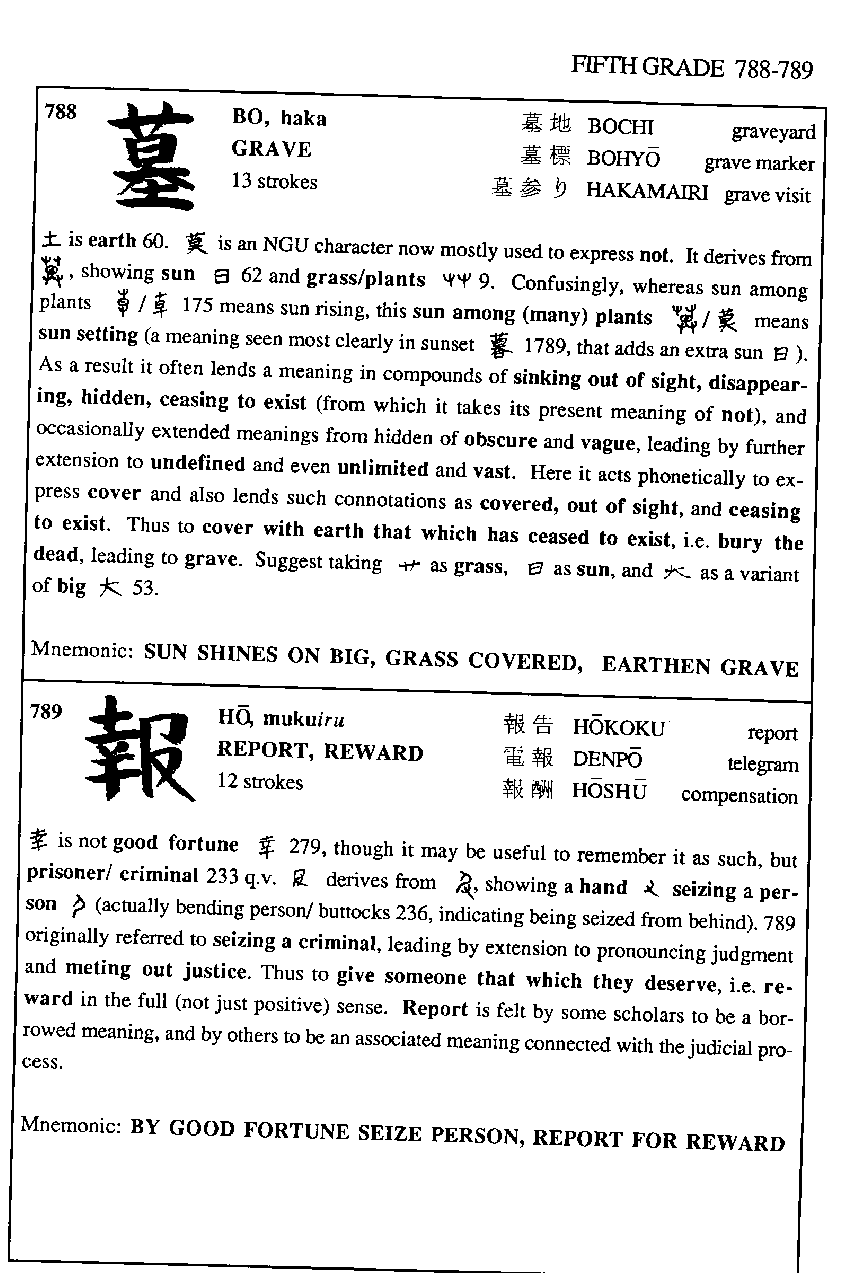 FIFTH GRADE 788-789
788 墓 BO, haka 墓地 BOCHI graveyard
GRAVE 墓標 BOHYŌ grave marker
13 strokes 墓参り HAKAMAIRI grave visit
土 is earth 60. 莫 is an NGU character now mostly used to express not. It derives from
, showing sun 日 62 and grass/plants 9. Confusingly, whereas sun among
plants / 175 means sun rising, this sun among (many) plants / 莫 means
sun setting (a meaning seen most clearly in sunset 暮 1789, that adds an extra sun 日).
As a result it often lends a meaning in compounds of sinking out of sight, disappear-
ing, hidden, ceasing to exist (from which it takes its present meaning of not), and
occasionally extended meanings from hidden of obscure and vague, leading by further
extension to undefined and even unlimited and vast. Here it acts phonetically to ex-
press cover and also lends such connotations as covered, out of sight, and ceasing
to exist. Thus to cover with earth that which has ceased to exist, i.e. bury the
dead, leading to grave. Suggest taking 艹 as grass, 日 as sun, and as a variant
of big 大 53.
Mnemonic: SUN SHINES ON BIG, GRASS COVERED, EARTHEN GRAVE
789 報 HŌ, mukuiru 報告 HŌKOKU report
REPORT, REWARD 電報 DENPŌ telegram
12 strokes 報酬 HŌSHŪ compensation
幸 is not good fortune 幸 279, though it may be useful to remember it as such, but
prisoner/ criminal 233 q.v. 𠬝 derives from , showing a hand seizing a per-
son (actually bending person/ buttocks 236, indicating being seized from behind). 789
originally referred to seizing a criminal, leading by extension to pronouncing judgment
and meting out justice. Thus to give someone that which they deserve, i.e. re-
ward in the full (not just positive) sense. Report is felt by some scholars to be a bor-
rowed meaning, and by others to be an associated meaning connected with the judicial pro-
cess.
Mnemonic: BY GOOD FORTUNE SEIZE PERSON, REPORT FOR REWARD